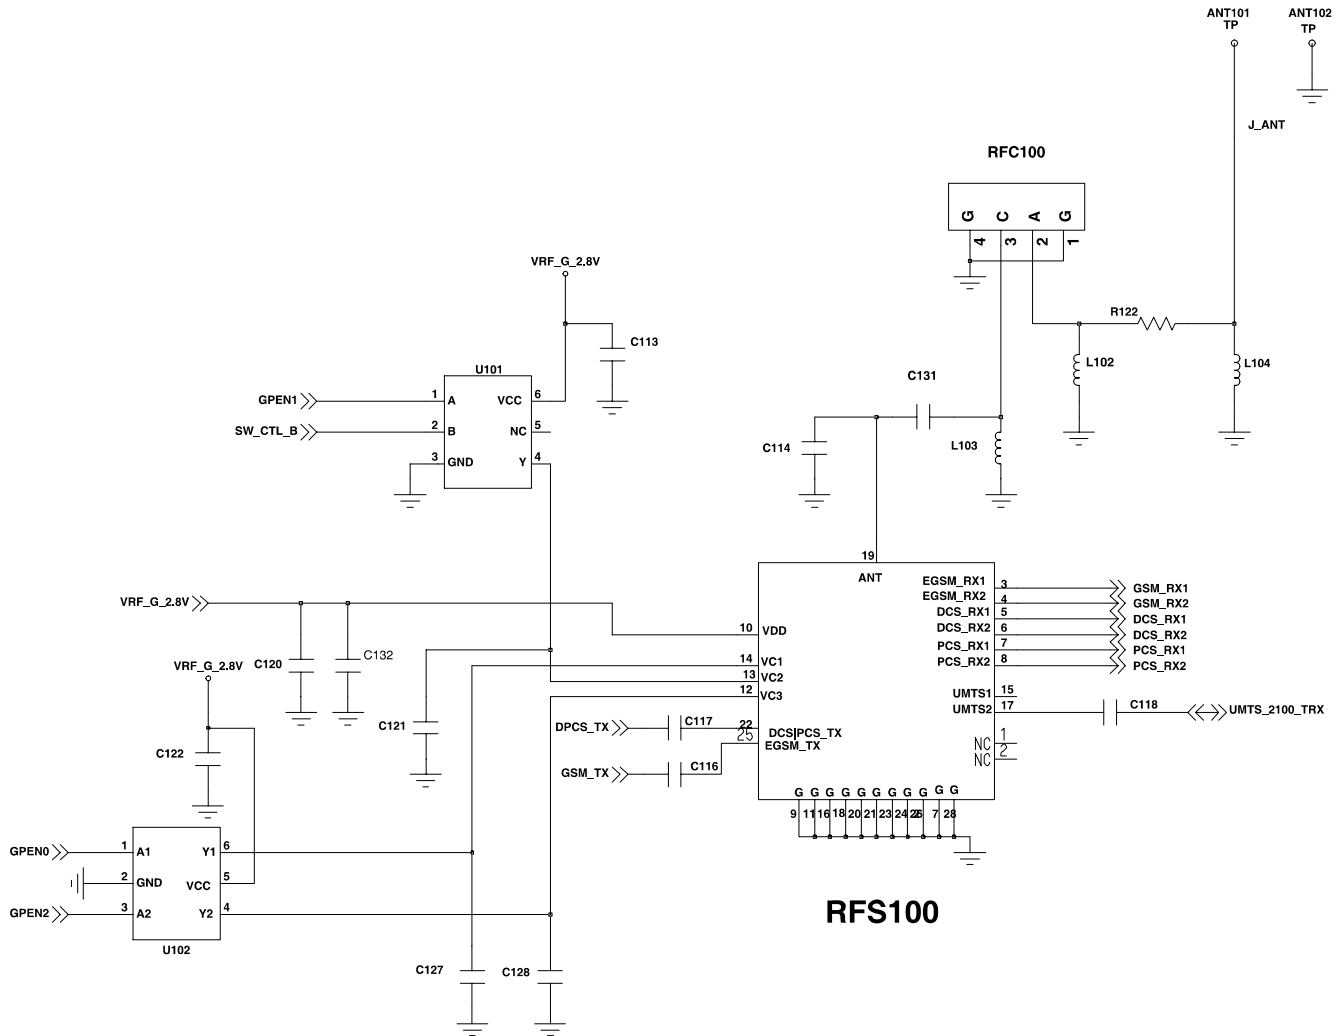 ANT101
TP
ANT102
TP
J_ANT
RFC100
G C A G
4 3 2 1
VRF_G_2.8V
R122
C113
L102
L104
U101
C131
GPEN1
1 A VCC 6
SW_CTL_B
2 B NC 5
3 GND Y 4
C114
L103
19
ANT
EGSM_RX1 3 GSM_RX1
EGSM_RX2 4 GSM_RX2
DCS_RX1 5 DCS_RX1
DCS_RX2 6 DCS_RX2
PCS_RX1 7 PCS_RX1
PCS_RX2 8 PCS_RX2
VRF_G_2.8V
10 VDD
C120
C132
VRF_G_2.8V
14 VC1
13 VC2
12 VC3
UMTS1 15
UMTS2 17
C118
UMTS_2100_TRX
C121
DPCS_TX
C117
22
DCS|PCS_TX
25
EGSM_TX
NC 1
NC 2
C122
GSM_TX
C116
G G G G G G G G G G G
9 11 16 18 20 21 23 24 26 7 28
GPEN0
1 A1 Y1 6
2 GND VCC 5
GPEN2
3 A2 Y2 4
U102
RFS100
C127
C128